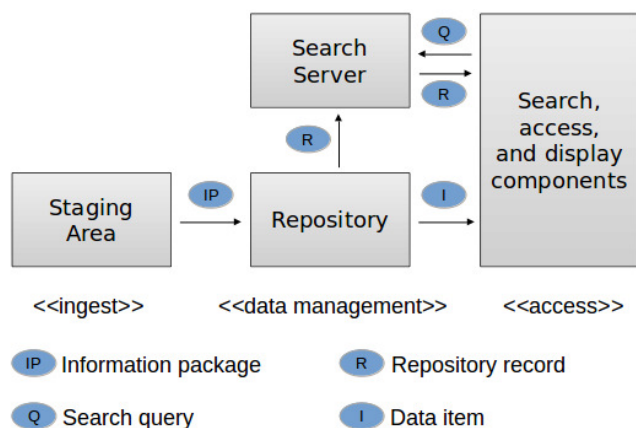 Search
Server
Q
R
Search,
access,
and display
components
R
Staging
Area
IP
Repository
I
<<ingest>>
<<data management>>
<<access>>
IP Information package
R Repository record
Q Search query
I Data item